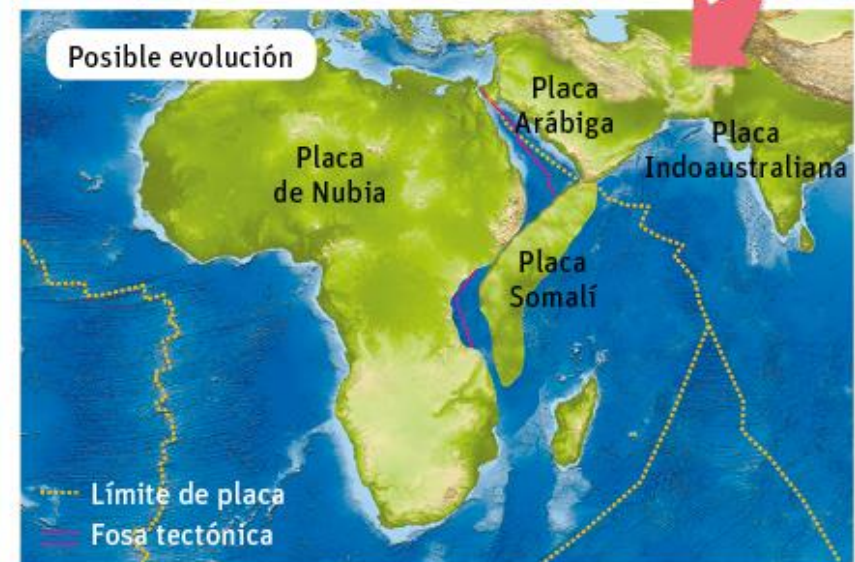 Posible evolución
Placa
Arábiga
Placa
Indoaustraliana
Placa
de Nubia
Placa
Somalí
Límite de placa
Fosa tectónica